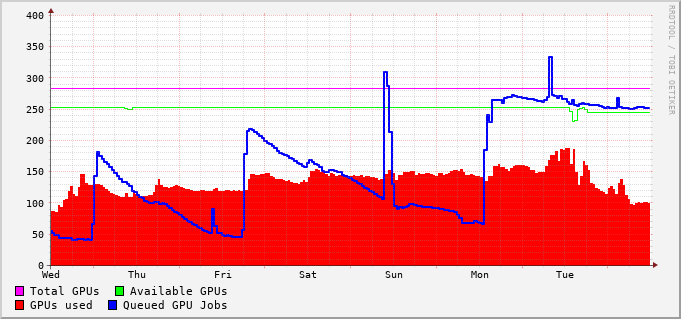 400
350
300
250
200
150
100
50
0
Wed Thu Fri Sat Sun Mon Tue
Total GPUs Available GPUs
GPUs used Queued GPU Jobs
RRDTOOL / TOBI OETIKER